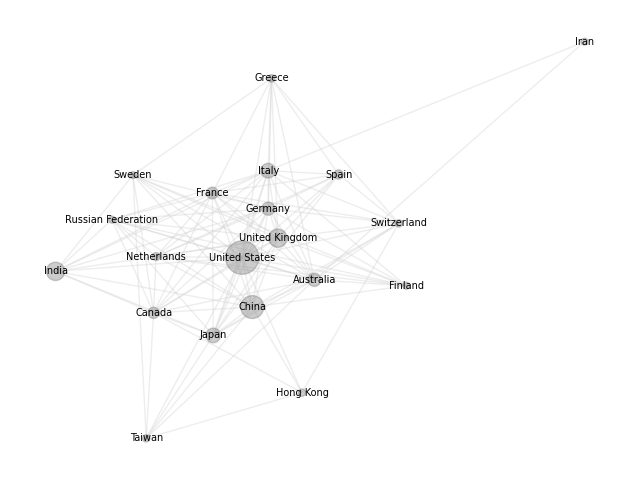 Iran
Greece
Italy
Sweden
Spain
France
Germany
Russian Federation
Switzerland
United Kingdom
Netherlands
United States
India
Australia
Finland
China
Canada
Japan
Hong Kong
Taiwan